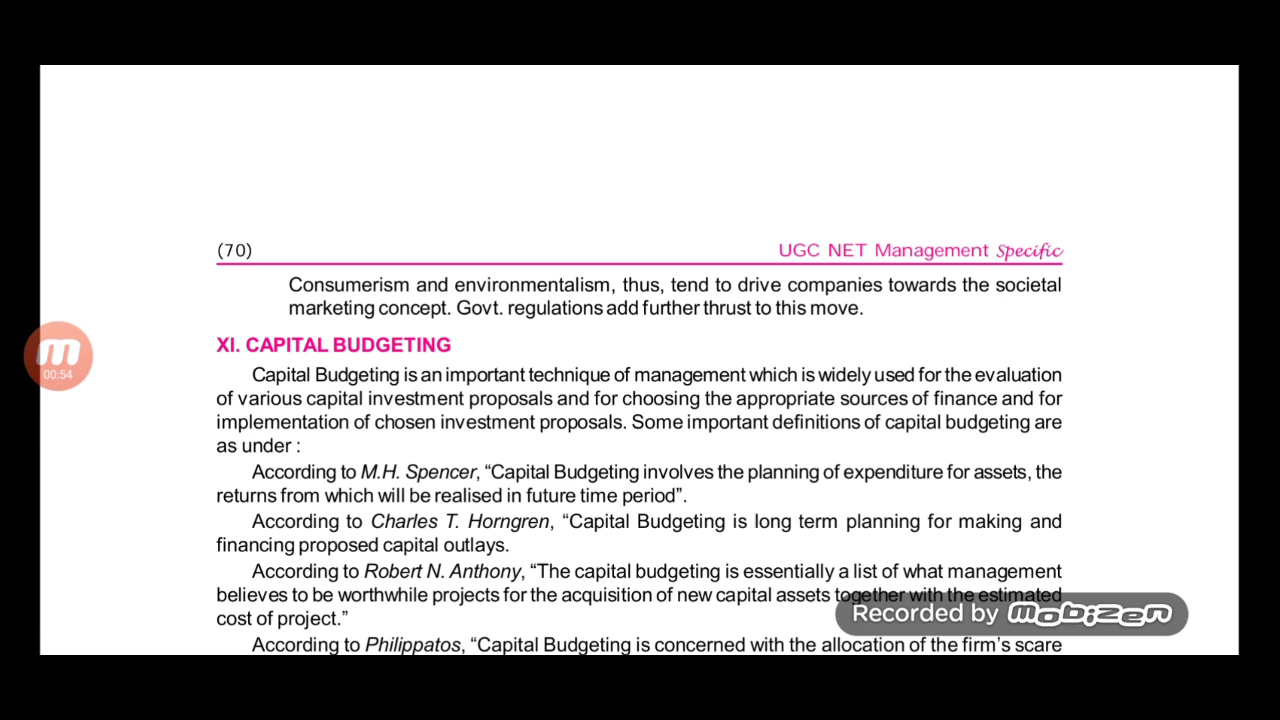 (70)
UGC NET Management Specific
Consumerism and environmentalism, thus, tend to drive companies towards the societal
marketing concept. Govt. regulations add further thrust to this move.
XI. CAPITAL BUDGETING
Capital Budgeting is an important technique of management which is widely used for the evaluation
of various capital investment proposals and for choosing the appropriate sources of finance and for
implementation of chosen investment proposals. Some important definitions of capital budgeting are
as under :
According to M.H. Spencer, “Capital Budgeting involves the planning of expenditure for assets, the
returns from which will be realised in future time period”.
According to Charles T. Horngren, “Capital Budgeting is long term planning for making and
financing proposed capital outlays.
According to Robert N. Anthony, “The capital budgeting is essentially a list of what management
believes to be worthwhile projects for the acquisition of new capital assets together with the estimated
cost of project.”
According to Philippatos, “Capital Budgeting is concerned with the allocation of the firm’s scare
m
00:54
Recorded by mobizen